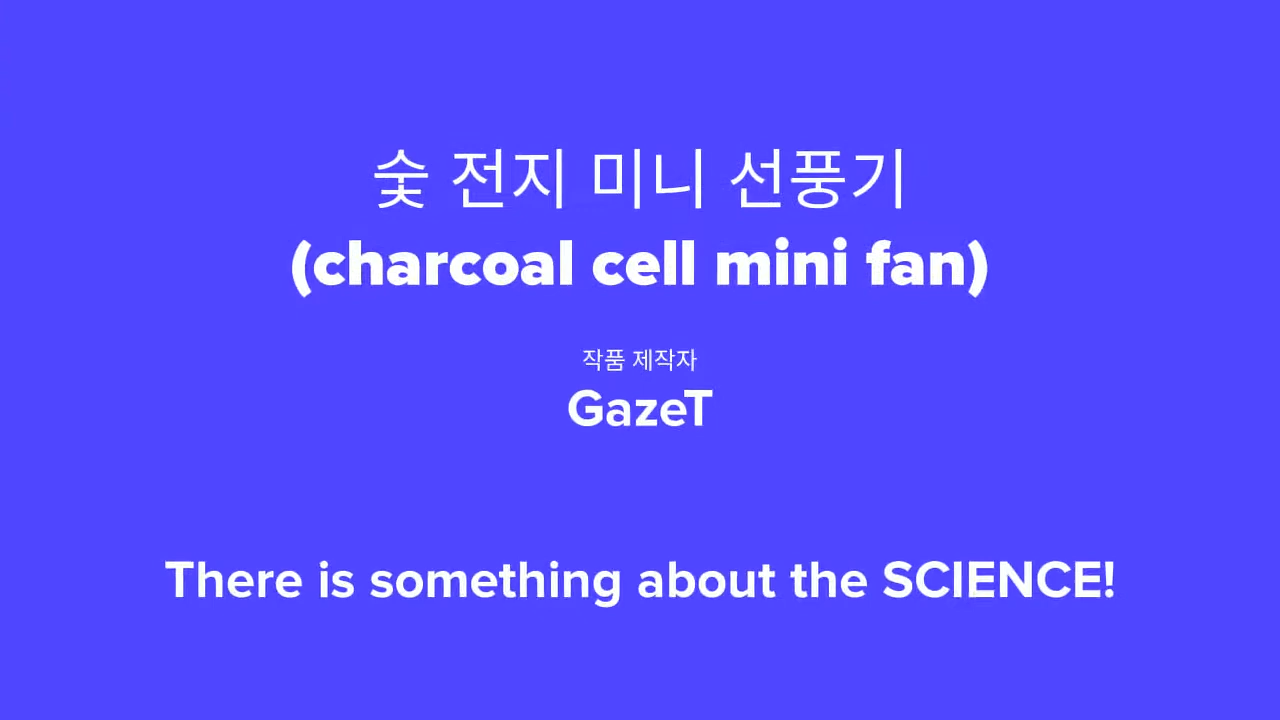 숯 전지 미니 선풍기
(charcoal cell mini fan)
작품 제작자
GazeT
There is something about the SCIENCE!